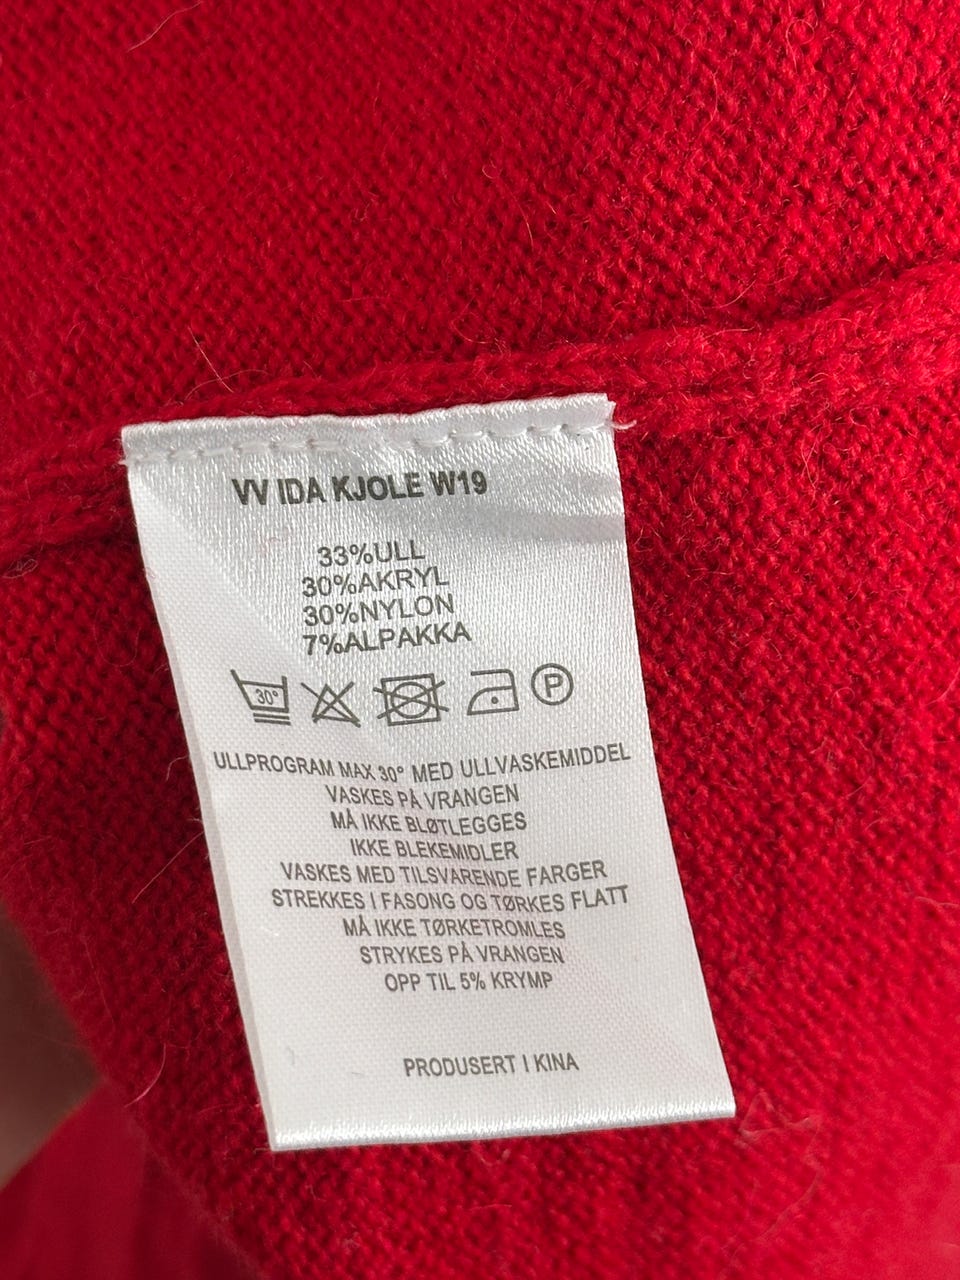 VV IDA KJOLE W19
33%ULL
30%AKRYL
30%NYLON
7%ALPAKKA
30° P
ULLPROGRAM MAX 30° MED ULLVASKEMIDDEL
VASKES PÅ VRANGEN
MÅ IKKE BLØTLEGGES
IKKE BLEKEMIDLER
VASKES MED TILSVARENDE FARGER
STREKKES I FASONG OG TØRKES FLATT
MÅ IKKE TØRKETROMLES
STRYKES PÅ VRANGEN
OPP TIL 5% KRYMP
PRODUSERT I KINA